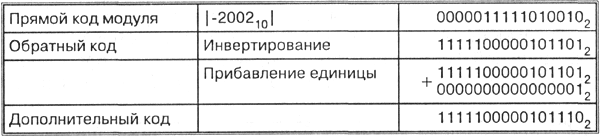 Прямой код модуля |-2002₁₀| 0000011111010010₂
Обратный код Инвертирование 1111100000101101₂
Прибавление единицы + 1111100000101101₂
0000000000000001₂
Дополнительный код 1111100000101110₂